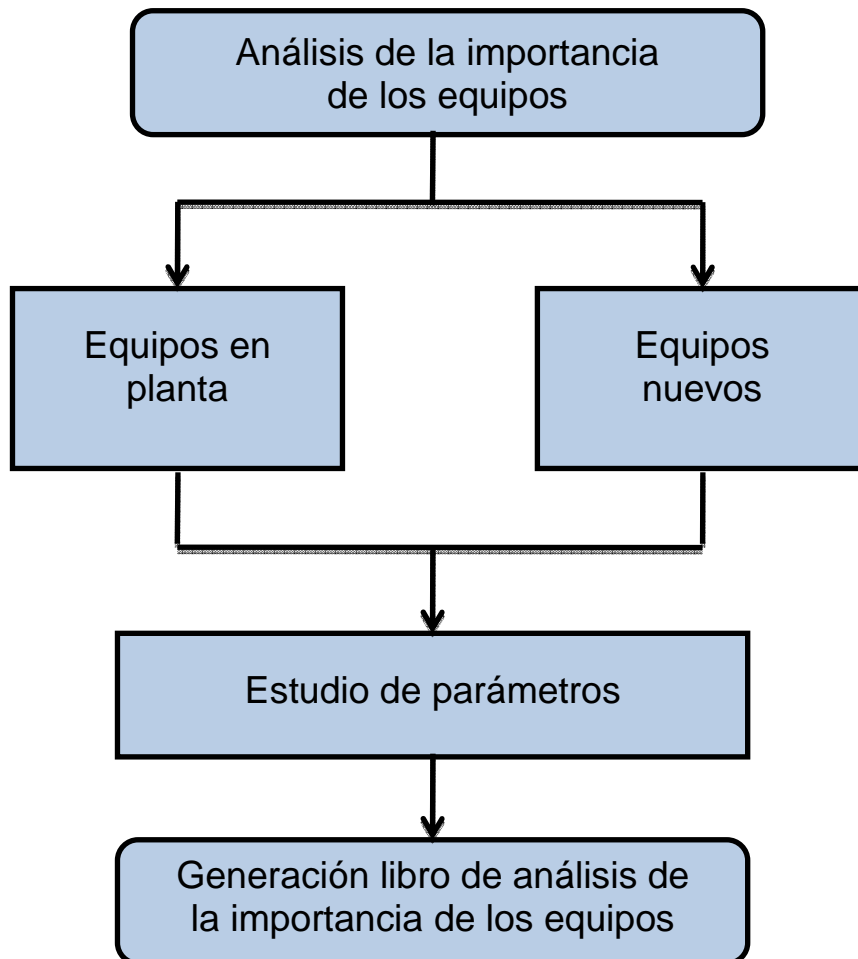 Análisis de la importancia
de los equipos
Equipos en
planta
Equipos
nuevos
Estudio de parámetros
Generación libro de análisis de
la importancia de los equipos